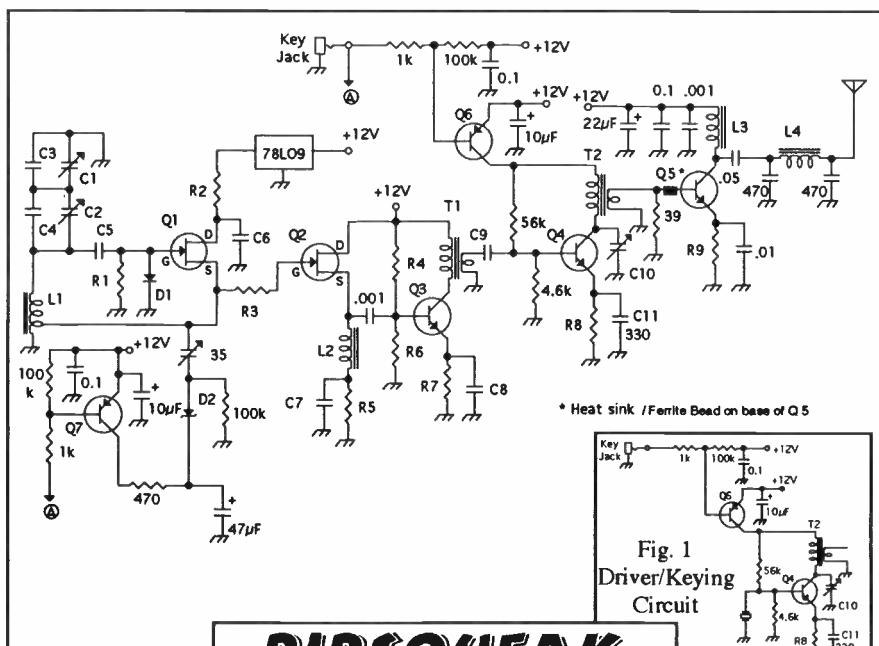 Key
Jack
1k
100k
+12V
0.1
A
+12V
+12V
0.1 .001
Q6
10µF
22µF
L3
L4
C3
C1
78L09
+12V
T2
Q5*
.05
R2
+12V
T1
470
470
C4
C2
Q1
D
C5
G
S
C6
Q2
D
G
S
R4
C9
56k
Q4
39
R9
.01
C10
L1
R1
D1
R3
.001
Q3
4.6k
R8
C11
330
+12V
35
L2
R6
R7
C8
100
k
0.1
10µF
D2
100k
C7
R5
Q7
1k
470
A
47µF
* Heat sink / Ferrite Bead on base of Q5
Key
Jack
1k
100k
+12V
0.1
+12V
Q6
10µF
T2
Fig. 1
Driver/Keying
Circuit
56k
Q4
C10
4.6k
R8
C11
330